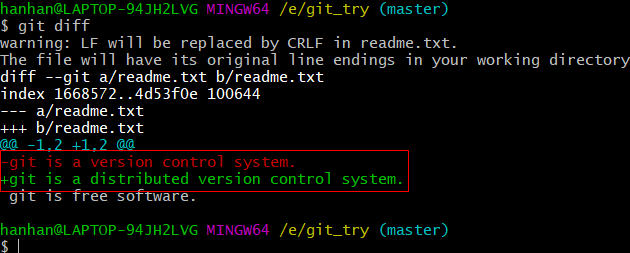 hanhan@LAPTOP-94JH2LVG MINGW64 /e/git_try (master)
$ git diff
warning: LF will be replaced by CRLF in readme.txt.
The file will have its original line endings in your working directory
diff --git a/readme.txt b/readme.txt
index 1668572..4d53f0e 100644
--- a/readme.txt
+++ b/readme.txt
@@ -1,2 +1,2 @@
-git is a version control system.
+git is a distributed version control system.
 git is free software.
hanhan@LAPTOP-94JH2LVG MINGW64 /e/git_try (master)
$